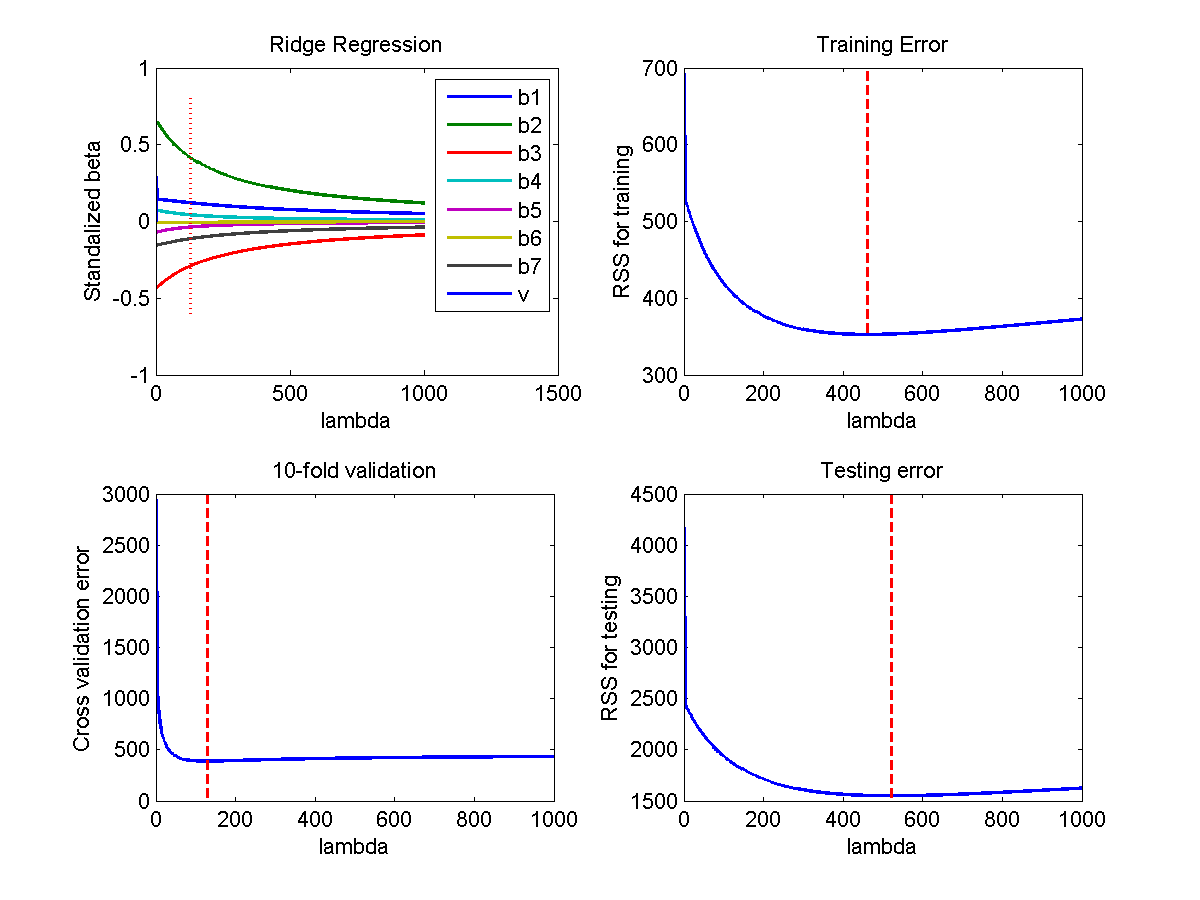 Ridge Regression
1
0.5
0
-0.5
-1
0
500
1000
1500
Standalized beta
lambda
b1
b2
b3
b4
b5
b6
b7
v
Training Error
700
600
500
400
300
0
200
400
600
800
1000
RSS for training
lambda
10-fold validation
3000
2500
2000
1500
1000
500
0
0
200
400
600
800
1000
Cross validation error
lambda
Testing error
4500
4000
3500
3000
2500
2000
1500
0
200
400
600
800
1000
RSS for testing
lambda